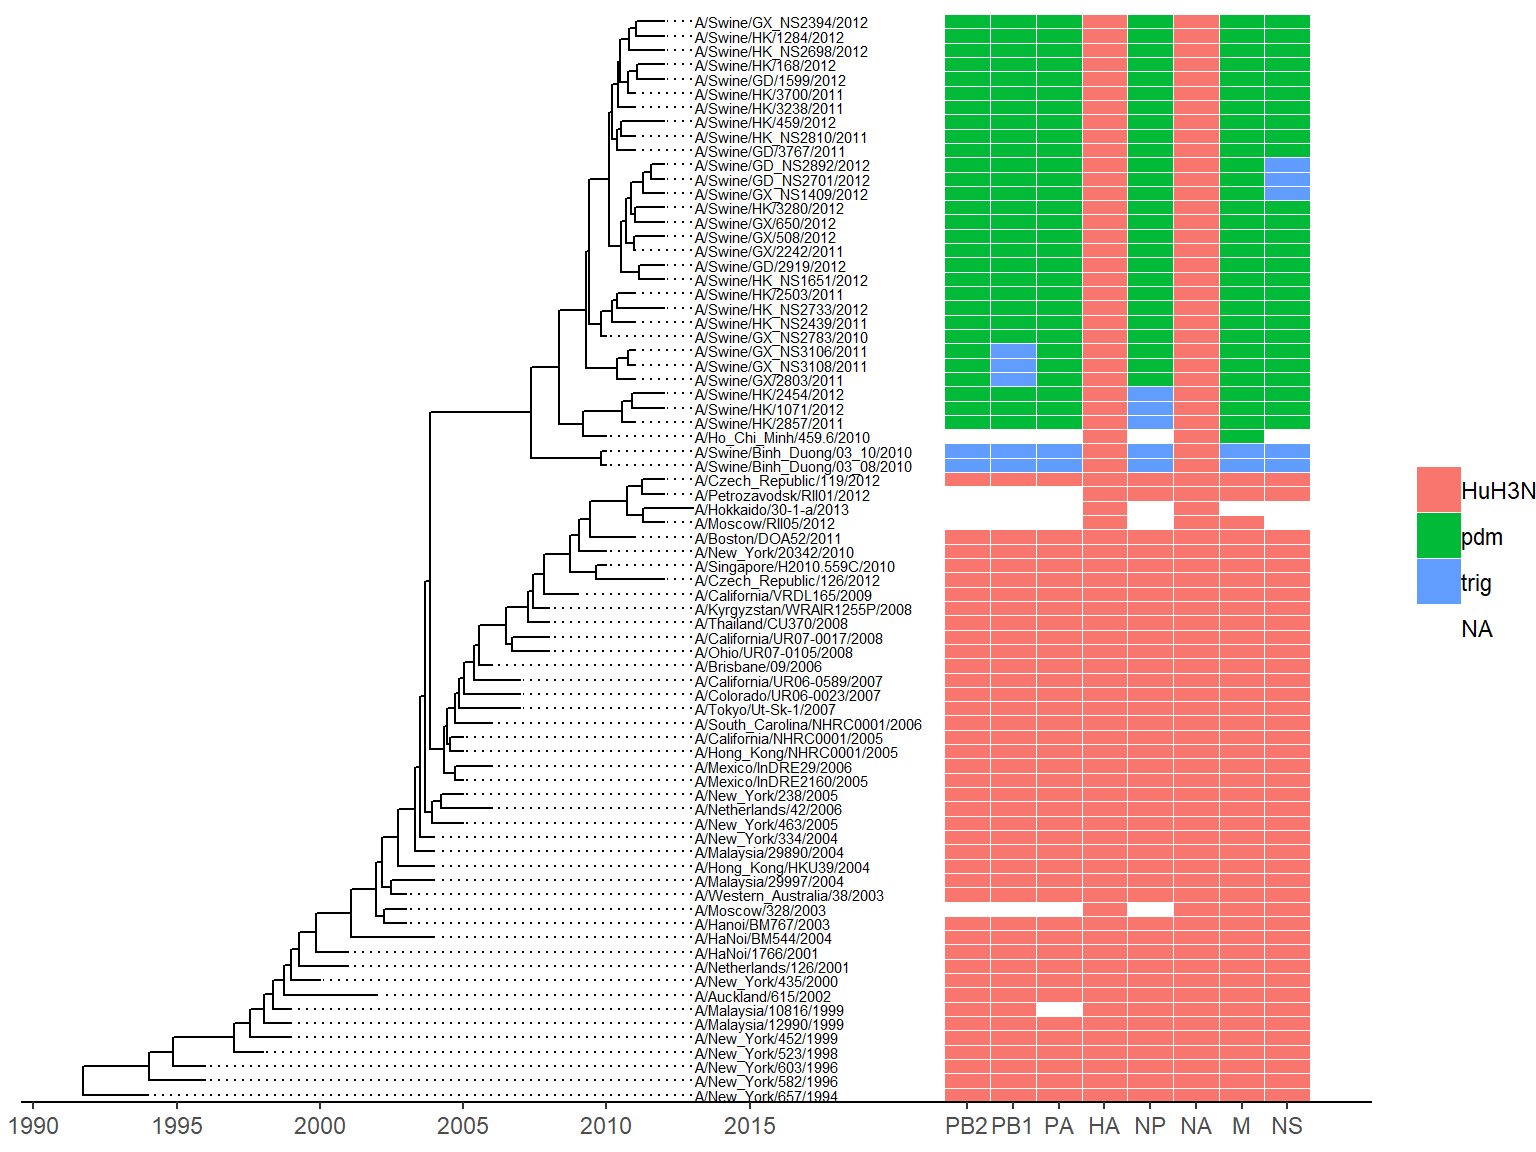 A/Swine/GX_NS2394/2012
A/Swine/HK/1284/2012
A/Swine/HK_NS2698/2012
A/Swine/HK/168/2012
A/Swine/GD/1599/2012
A/Swine/HK/3700/2011
A/Swine/HK/3238/2011
A/Swine/HK/459/2012
A/Swine/HK_NS2810/2011
A/Swine/GD/3767/2011
A/Swine/GD_NS2892/2012
A/Swine/GD_NS2701/2012
A/Swine/GX_NS1409/2012
A/Swine/HK/3280/2012
A/Swine/GX/650/2012
A/Swine/GX/508/2012
A/Swine/GX/2242/2011
A/Swine/GD/2919/2012
A/Swine/HK_NS1651/2012
A/Swine/HK/2503/2011
A/Swine/HK_NS2733/2012
A/Swine/HK_NS2439/2011
A/Swine/GX_NS2783/2010
A/Swine/GX_NS3106/2011
A/Swine/GX_NS3108/2011
A/Swine/GX/2803/2011
A/Swine/HK/2454/2012
A/Swine/HK/1071/2012
A/Swine/HK/2857/2011
A/Ho_Chi_Minh/459.6/2010
A/Swine/Binh_Duong/03_10/2010
A/Swine/Binh_Duong/03_08/2010
A/Czech_Republic/119/2012
A/Petrozavodsk/RII01/2012
A/Hokkaido/30-1-a/2013
A/Moscow/RII05/2012
A/Boston/DOA52/2011
A/New_York/20342/2010
A/Singapore/H2010.559C/2010
A/Czech_Republic/126/2012
A/California/VRDL165/2009
A/Kyrgyzstan/WRAIR1255P/2008
A/Thailand/CU370/2008
A/California/UR07-0017/2008
A/Ohio/UR07-0105/2008
A/Brisbane/09/2006
A/California/UR06-0589/2007
A/Colorado/UR06-0023/2007
A/Tokyo/Ut-Sk-1/2007
A/South_Carolina/NHRC0001/2006
A/California/NHRC0001/2005
A/Hong_Kong/NHRC0001/2005
A/Mexico/InDRE29/2006
A/Mexico/InDRE2160/2005
A/New_York/238/2005
A/Netherlands/42/2006
A/New_York/463/2005
A/New_York/334/2004
A/Malaysia/29890/2004
A/Hong_Kong/HKU39/2004
A/Malaysia/29997/2004
A/Western_Australia/38/2003
A/Moscow/328/2003
A/Hanoi/BM767/2003
A/HaNoi/BM544/2004
A/HaNoi/1766/2001
A/Netherlands/126/2001
A/New_York/435/2000
A/Auckland/615/2002
A/Malaysia/10816/1999
A/Malaysia/12990/1999
A/New_York/452/1999
A/New_York/523/1998
A/New_York/603/1996
A/New_York/582/1996
A/New_York/657/1994
1990 1995 2000 2005 2010 2015 PB2 PB1 PA HA NP NA M NS
HuH3N
pdm
trig
NA